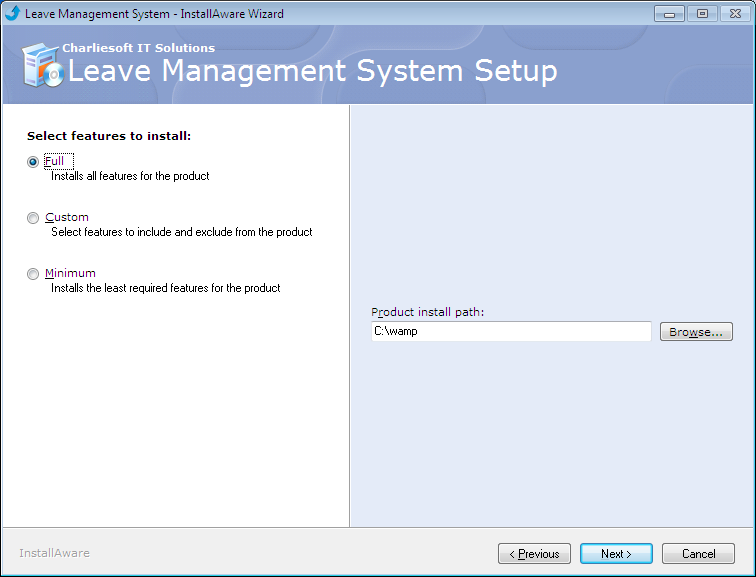 Leave Management System - InstallAware Wizard
Charliesoft IT Solutions
Leave Management System Setup
Select features to install:
Full
Installs all features for the product
Custom
Select features to include and exclude from the product
Minimum
Installs the least required features for the product
Product install path:
C:\wamp
Browse...
InstallAware
< Previous
Next >
Cancel